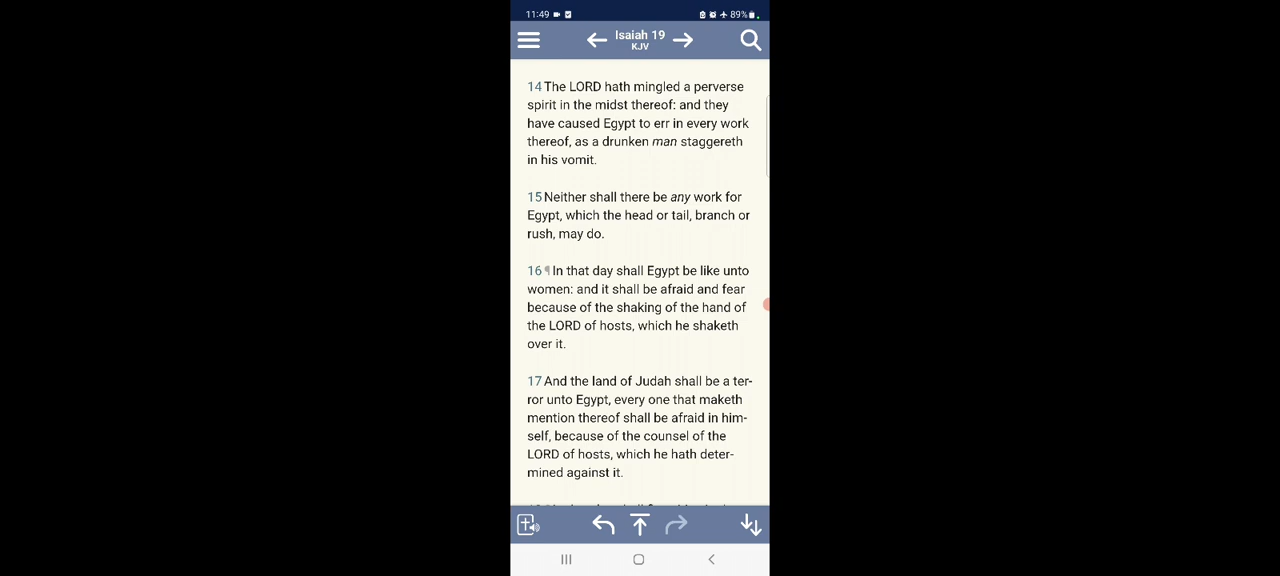 11:49
89%
Isaiah 19
KJV
14 The LORD hath mingled a perverse
spirit in the midst thereof: and they
have caused Egypt to err in every work
thereof, as a drunken man staggereth
in his vomit.
15 Neither shall there be any work for
Egypt, which the head or tail, branch or
rush, may do.
16 ¶ In that day shall Egypt be like unto
women: and it shall be afraid and fear
because of the shaking of the hand of
the LORD of hosts, which he shaketh
over it.
17 And the land of Judah shall be a ter-
ror unto Egypt, every one that maketh
mention thereof shall be afraid in him-
self, because of the counsel of the
LORD of hosts, which he hath deter-
mined against it.